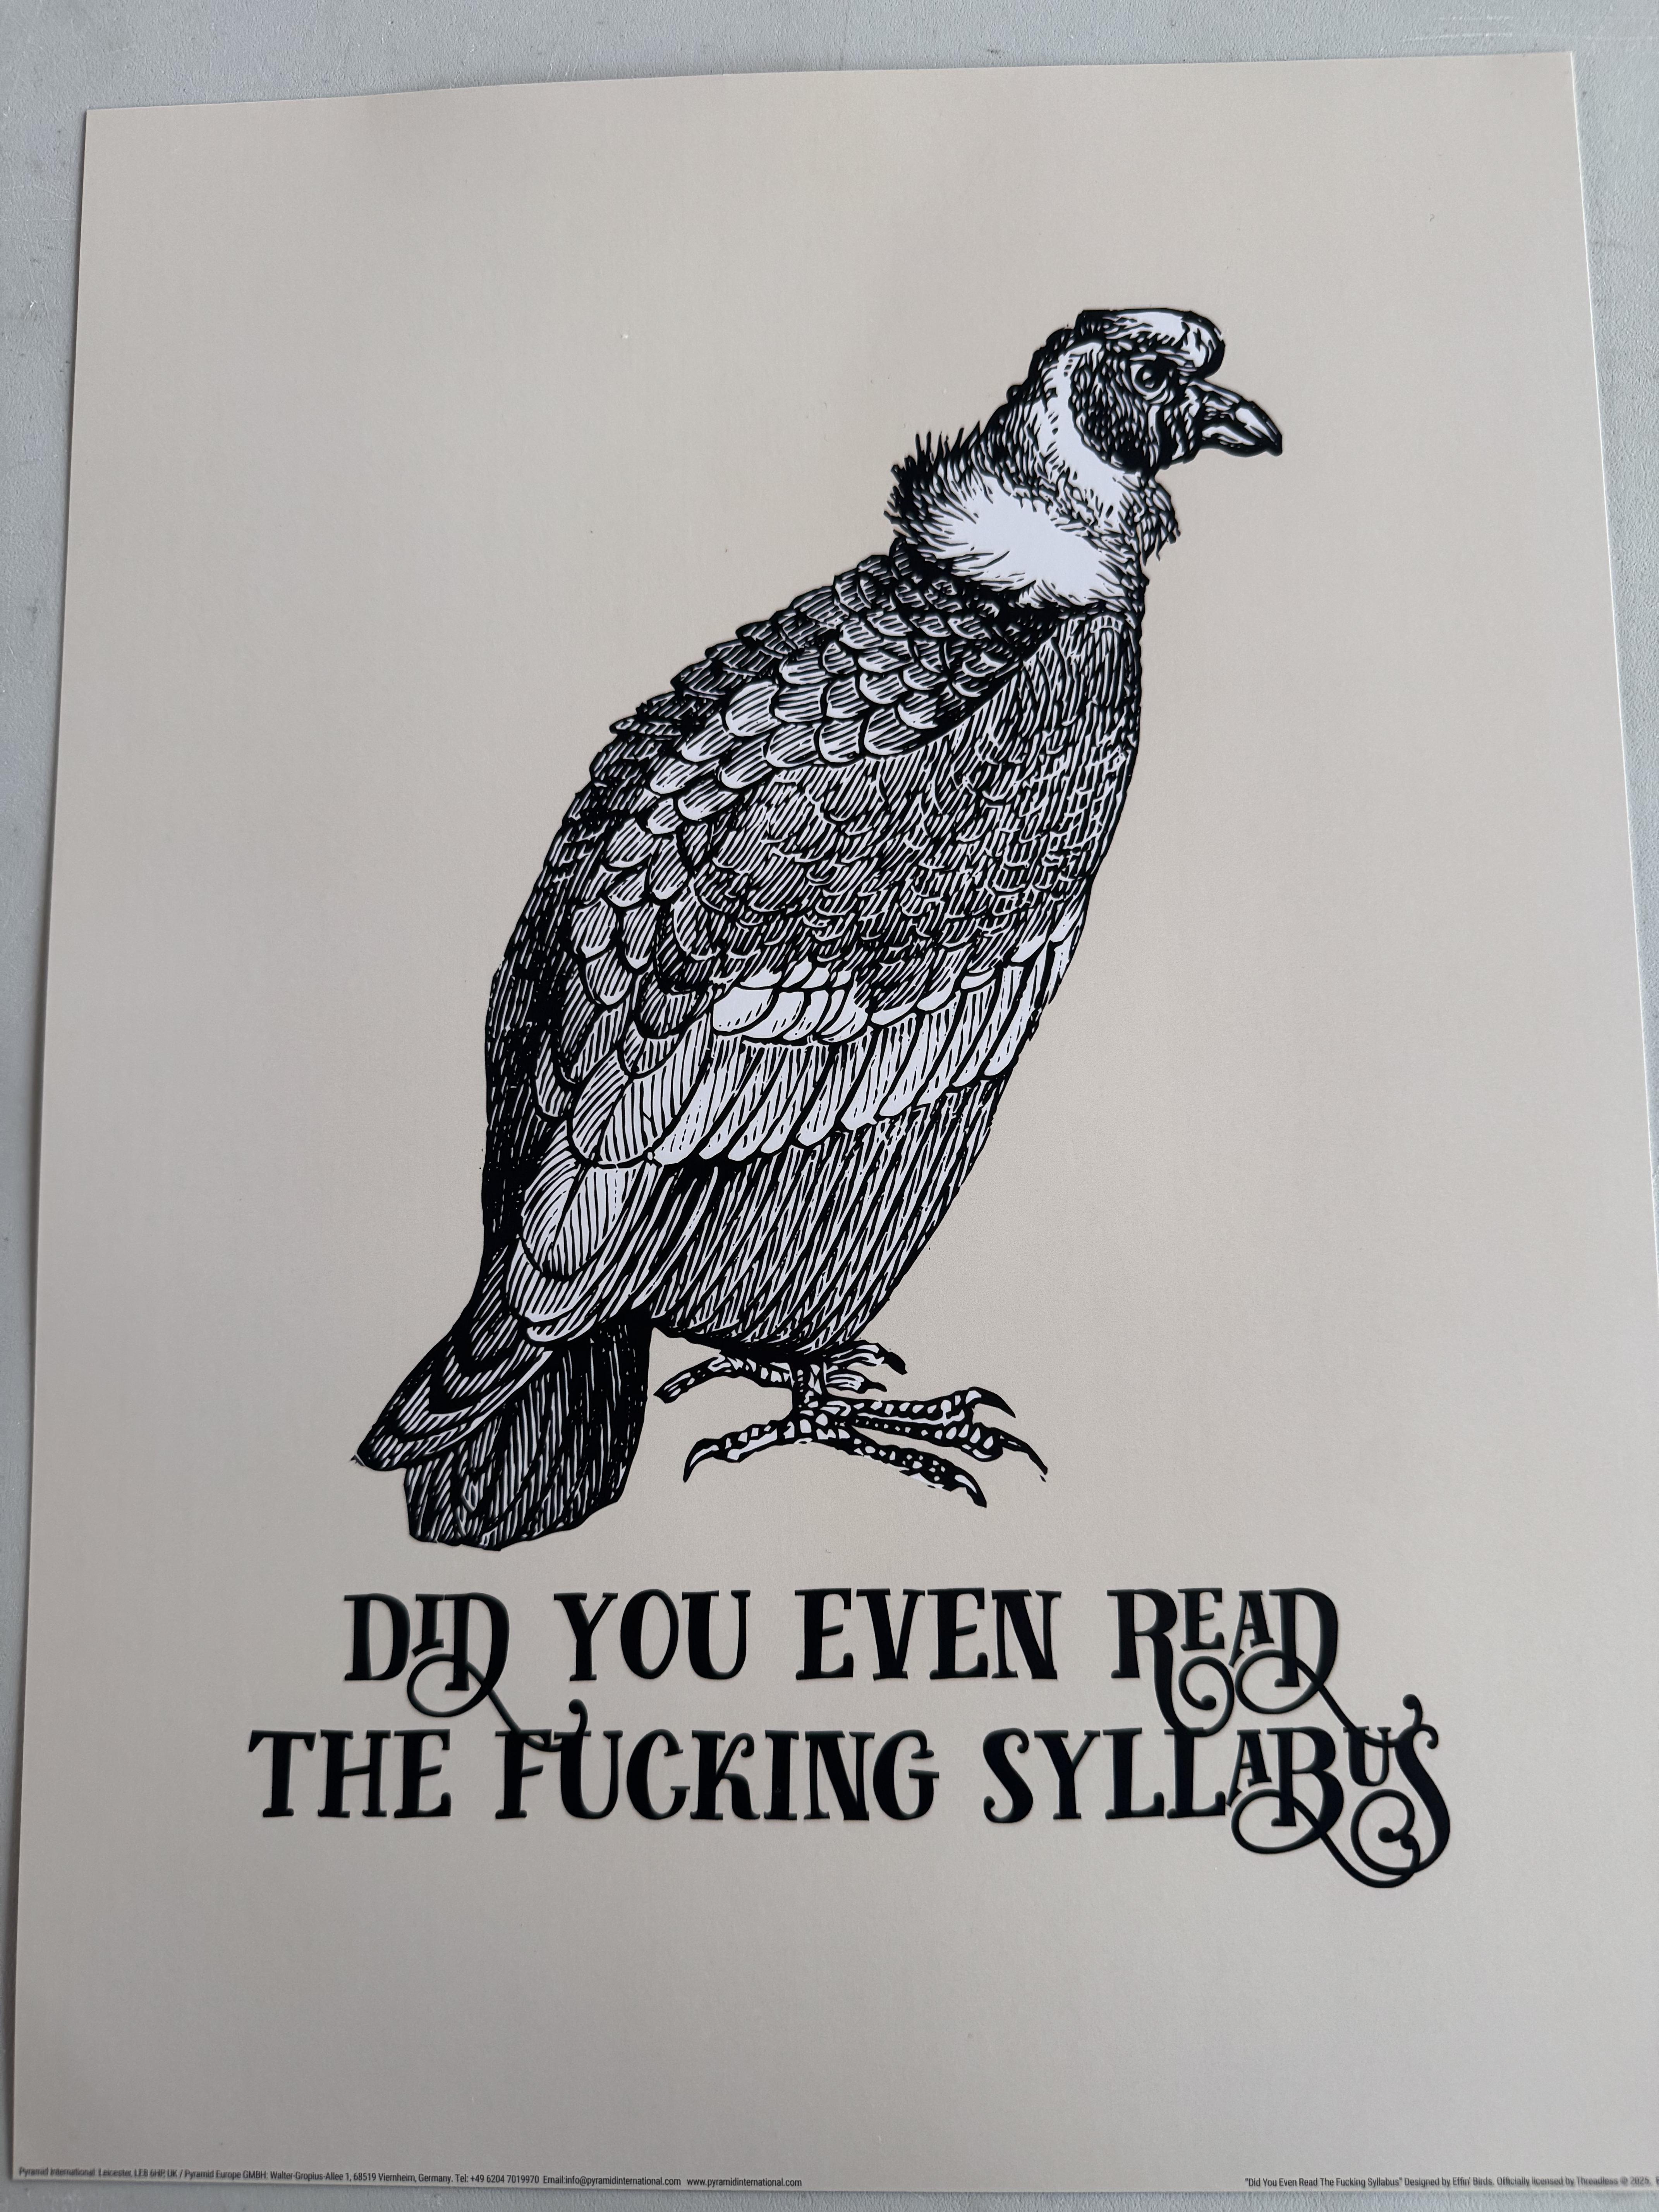 DID YOU EVEN READ
THE FUCKING SYLLABUS
Pyramid International: Leicester, LE8 6HP, UK / Pyramid Europe GMBH: Walter-Gropius-Allee 1, 68519 Viernheim, Germany. Tel: +49 6204 7019970 Email:info@pyramidinternational.com www.pyramidinternational.com
"Did You Even Read The Fucking Syllabus" Designed by Effin' Birds. Officially licensed by Threadless © 2025.